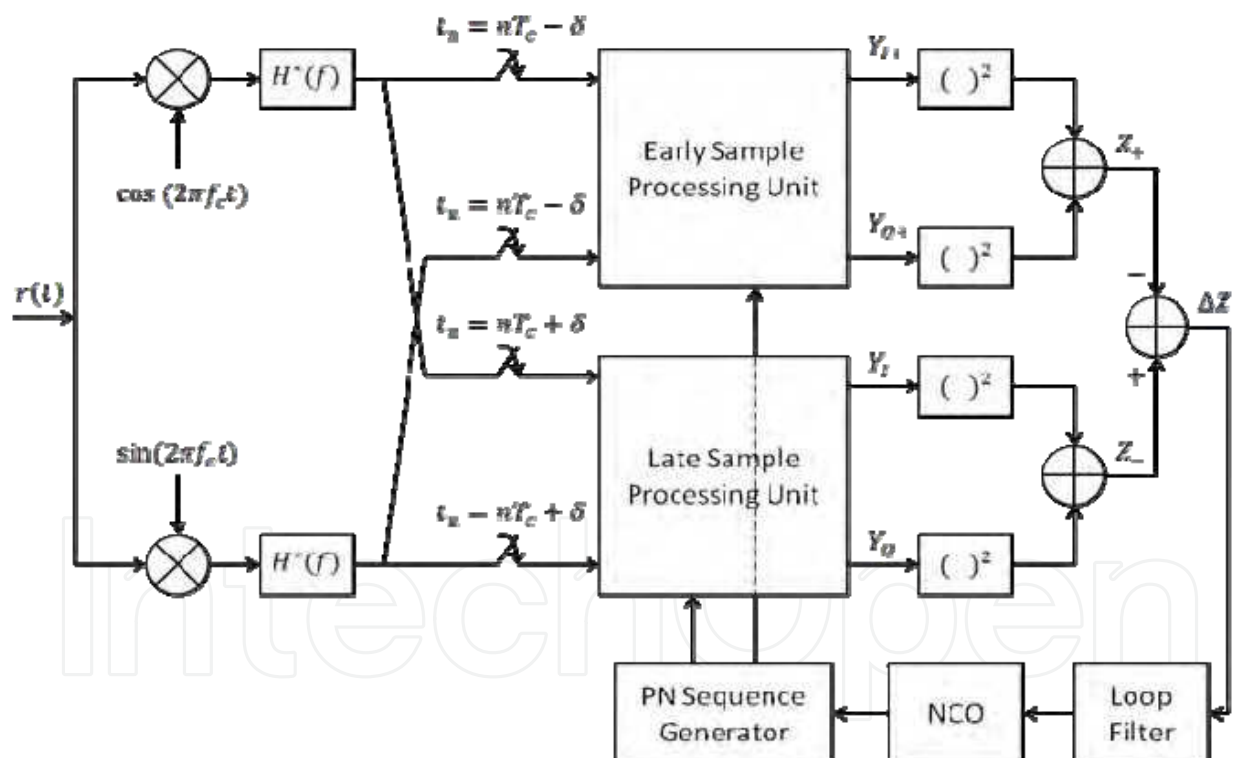 t_n = nT_c − δ
Y_I+
H*(f)
( )²
Early Sample
Processing Unit
Z_+
cos (2πf_c t)
t_n = nT_c − δ
Y_Q+
( )²
−
r(t)
ΔZ
t_n = nT_c + δ
Y_I
+
( )²
sin(2πf_c t)
Late Sample
Processing Unit
Z_−
t_n = nT_c + δ
Y_Q
H*(f)
( )²
IntechOpen
PN Sequence
Generator
NCO
Loop
Filter